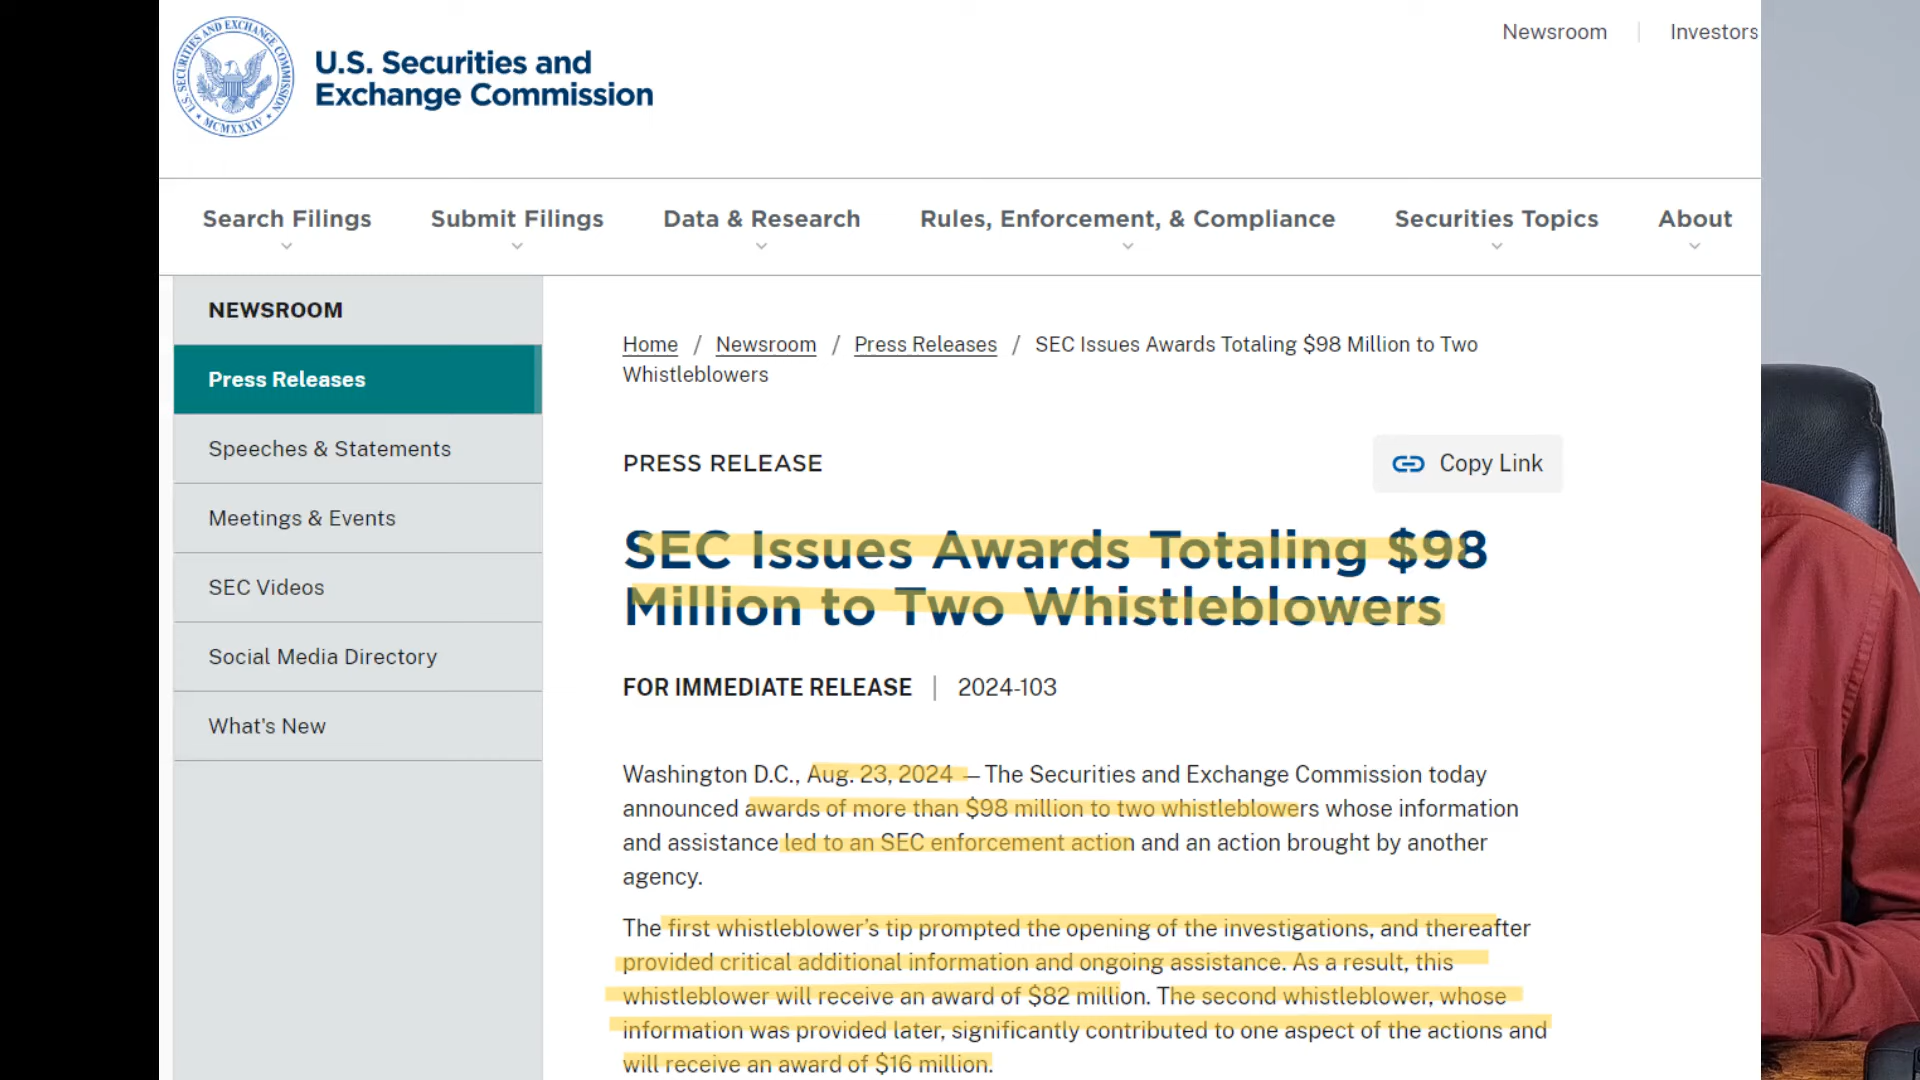 SECURITIES AND EXCHANGE COMMISSION
U.S.
MCMXXXIV
U.S. Securities and
Exchange Commission
Newsroom
Investors
Search Filings
Submit Filings
Data & Research
Rules, Enforcement, & Compliance
Securities Topics
About
NEWSROOM
Press Releases
Speeches & Statements
Meetings & Events
SEC Videos
Social Media Directory
What's New
Home / Newsroom / Press Releases / SEC Issues Awards Totaling $98 Million to Two
Whistleblowers
PRESS RELEASE
Copy Link
SEC Issues Awards Totaling $98
Million to Two Whistleblowers
FOR IMMEDIATE RELEASE | 2024-103
Washington D.C., Aug. 23, 2024 — The Securities and Exchange Commission today
announced awards of more than $98 million to two whistleblowers whose information
and assistance led to an SEC enforcement action and an action brought by another
agency.
The first whistleblower’s tip prompted the opening of the investigations, and thereafter
provided critical additional information and ongoing assistance. As a result, this
whistleblower will receive an award of $82 million. The second whistleblower, whose
information was provided later, significantly contributed to one aspect of the actions and
will receive an award of $16 million.